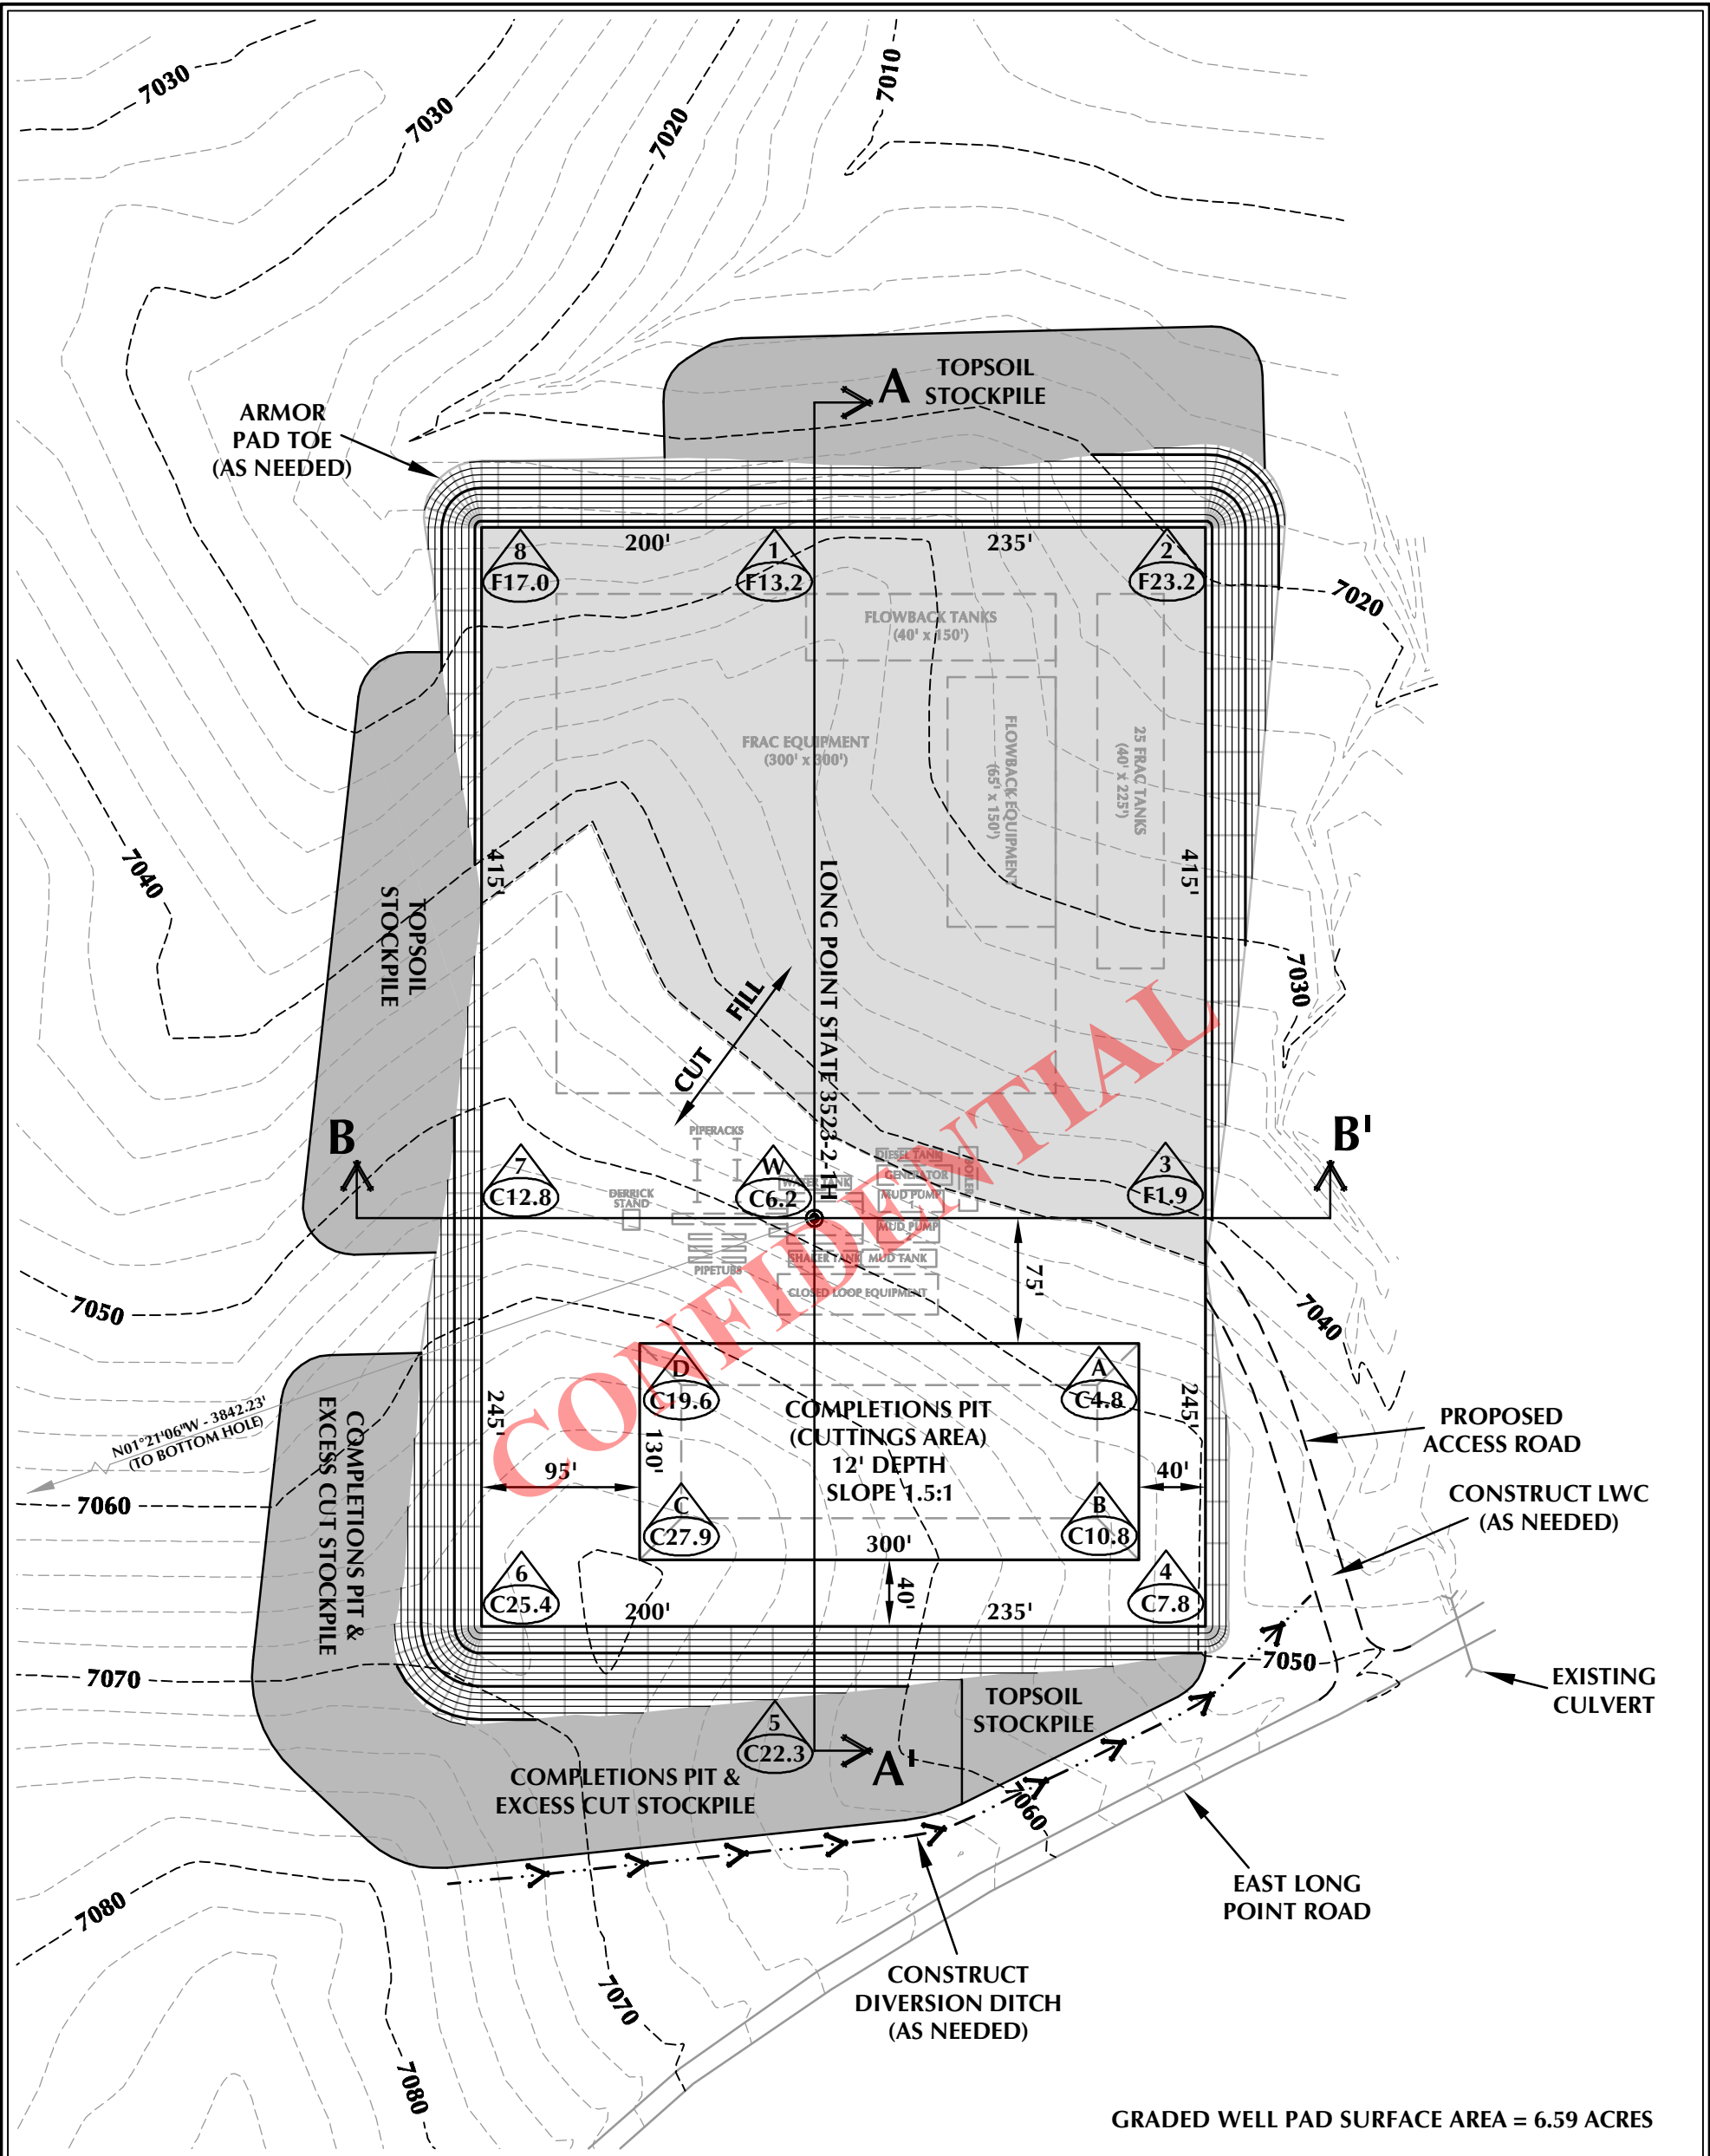 7030
7030
7020
7010
TOPSOIL
STOCKPILE
A
ARMOR
PAD TOE
(AS NEEDED)
8
F17.0
200'
1
F13.2
235'
2
F23.2
7020
FLOWBACK TANKS
(40' x 150')
FRAC EQUIPMENT
(300' x 300')
FLOWBACK EQUIPMENT
(65' x 150')
25 FRAC TANKS
(40' x 225')
7040
415'
415'
LONG POINT STATE 3523-2-1H
TOPSOIL
STOCKPILE
7030
FILL
CUT
CONFIDENTIAL
B
B'
PIPERACKS
7
C12.8
DERRICK
STAND
W
C6.2
WATER TANK
DIESEL TANK
GENERATOR
BOILER
MUD PUMP
1
MUD PUMP
SHAKER TANK
MUD TANK
PIPETUBS
CLOSED LOOP EQUIPMENT
3
F1.9
75'
7050
7040
N01°21'06"W - 3842.23'
(TO BOTTOM HOLE)
COMPLETIONS PIT &
EXCESS CUT STOCKPILE
245'
245'
D
C19.6
A
C4.8
COMPLETIONS PIT
(CUTTINGS AREA)
12' DEPTH
SLOPE 1.5:1
130'
95'
40'
C
C27.9
B
C10.8
300'
40'
PROPOSED
ACCESS ROAD
CONSTRUCT LWC
(AS NEEDED)
7060
6
C25.4
200'
235'
4
C7.8
7050
7070
EXISTING
CULVERT
TOPSOIL
STOCKPILE
5
C22.3
A'
COMPLETIONS PIT &
EXCESS CUT STOCKPILE
7060
EAST LONG
POINT ROAD
7080
CONSTRUCT
DIVERSION DITCH
(AS NEEDED)
7070
7080
GRADED WELL PAD SURFACE AREA = 6.59 ACRES